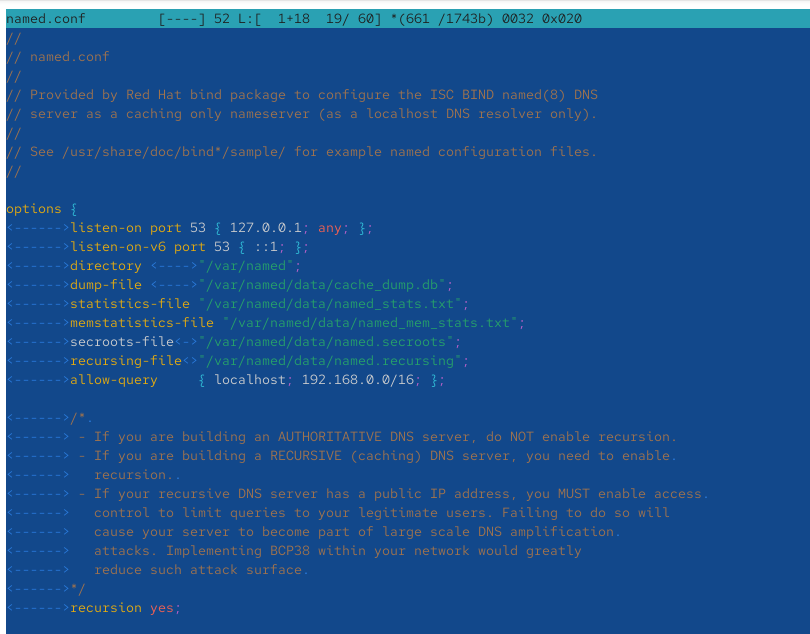 named.conf         [----] 52 L:[  1+18  19/ 60] *(661 /1743b) 0032 0x020
//
// named.conf
//
// Provided by Red Hat bind package to configure the ISC BIND named(8) DNS
// server as a caching only nameserver (as a localhost DNS resolver only).
//
// See /usr/share/doc/bind*/sample/ for example named configuration files.
//
options {
<------>listen-on port 53 { 127.0.0.1; any; };
<------>listen-on-v6 port 53 { ::1; };
<------>directory <---->"/var/named";
<------>dump-file <---->"/var/named/data/cache_dump.db";
<------>statistics-file "/var/named/data/named_stats.txt";
<------>memstatistics-file "/var/named/data/named_mem_stats.txt";
<------>secroots-file<->"/var/named/data/named.secroots";
<------>recursing-file<>"/var/named/data/named.recursing";
<------>allow-query     { localhost; 192.168.0.0/16; };
<------>/*.
<------> - If you are building an AUTHORITATIVE DNS server, do NOT enable recursion.
<------> - If you are building a RECURSIVE (caching) DNS server, you need to enable.
<------>   recursion..
<------> - If your recursive DNS server has a public IP address, you MUST enable access.
<------>   control to limit queries to your legitimate users. Failing to do so will
<------>   cause your server to become part of large scale DNS amplification.
<------>   attacks. Implementing BCP38 within your network would greatly
<------>   reduce such attack surface.
<------>*/
<------>recursion yes;